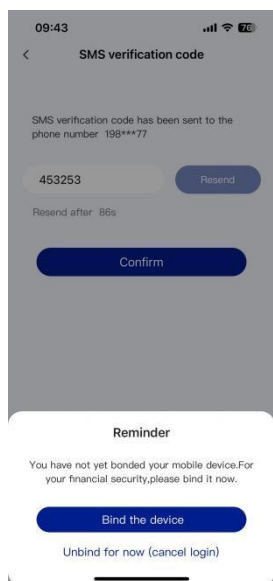 09:43
76
SMS verification code
SMS verification code has been sent to the
phone number 198***77
453253
Resend
Resend after 86s
Confirm
Reminder
You have not yet bonded your mobile device.For
your financial security,please bind it now.
Bind the device
Unbind for now (cancel login)